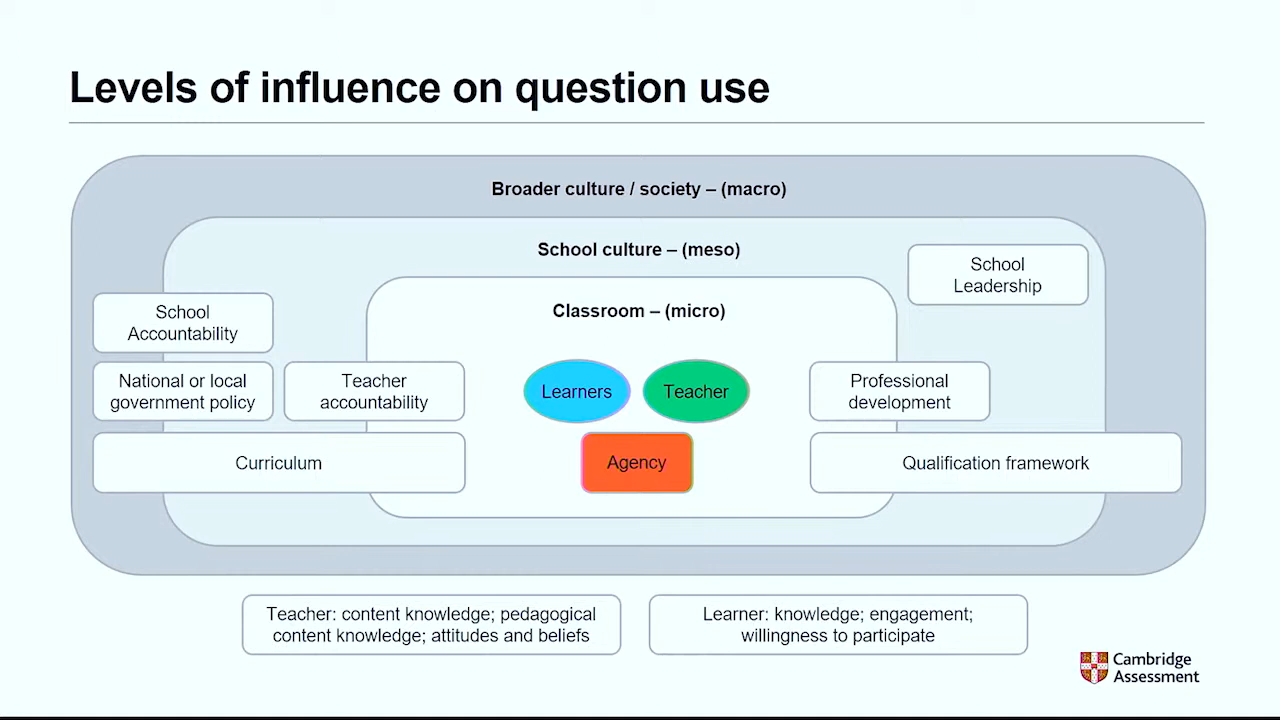 Levels of influence on question use
Broader culture / society – (macro)
School culture – (meso)
School
Leadership
Classroom – (micro)
School
Accountability
National or local
government policy
Teacher
accountability
Learners
Teacher
Professional
development
Curriculum
Agency
Qualification framework
Teacher: content knowledge; pedagogical
content knowledge; attitudes and beliefs
Learner: knowledge; engagement;
willingness to participate
Cambridge
Assessment